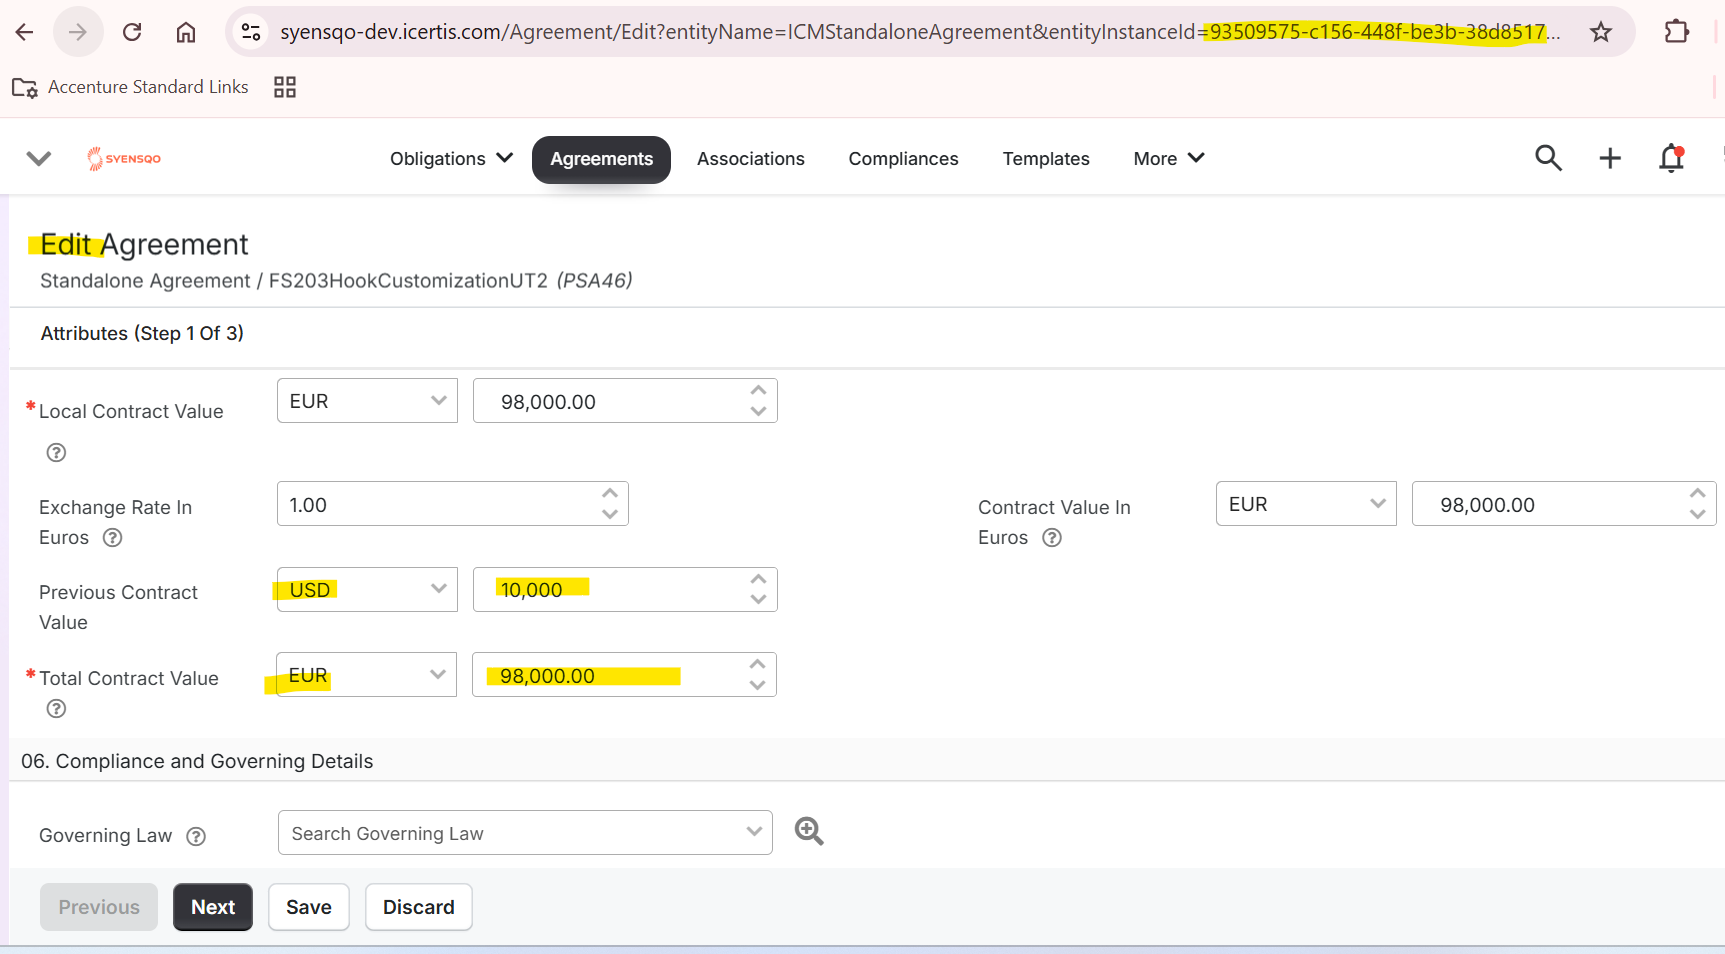 syensqo-dev.icertis.com/Agreement/Edit?entityName=ICMStandaloneAgreement&entityInstanceId=93509575-c156-448f-be3b-38d8517...
Accenture Standard Links
SYENSQO
Obligations Agreements Associations Compliances Templates More
Edit Agreement
Standalone Agreement / FS203HookCustomizationUT2 (PSA46)
Attributes (Step 1 Of 3)
* Local Contract Value EUR 98,000.00
Exchange Rate In Euros 1.00 Contract Value In Euros EUR 98,000.00
Previous Contract Value USD 10,000
* Total Contract Value EUR 98,000.00
06. Compliance and Governing Details
Governing Law Search Governing Law
Previous Next Save Discard